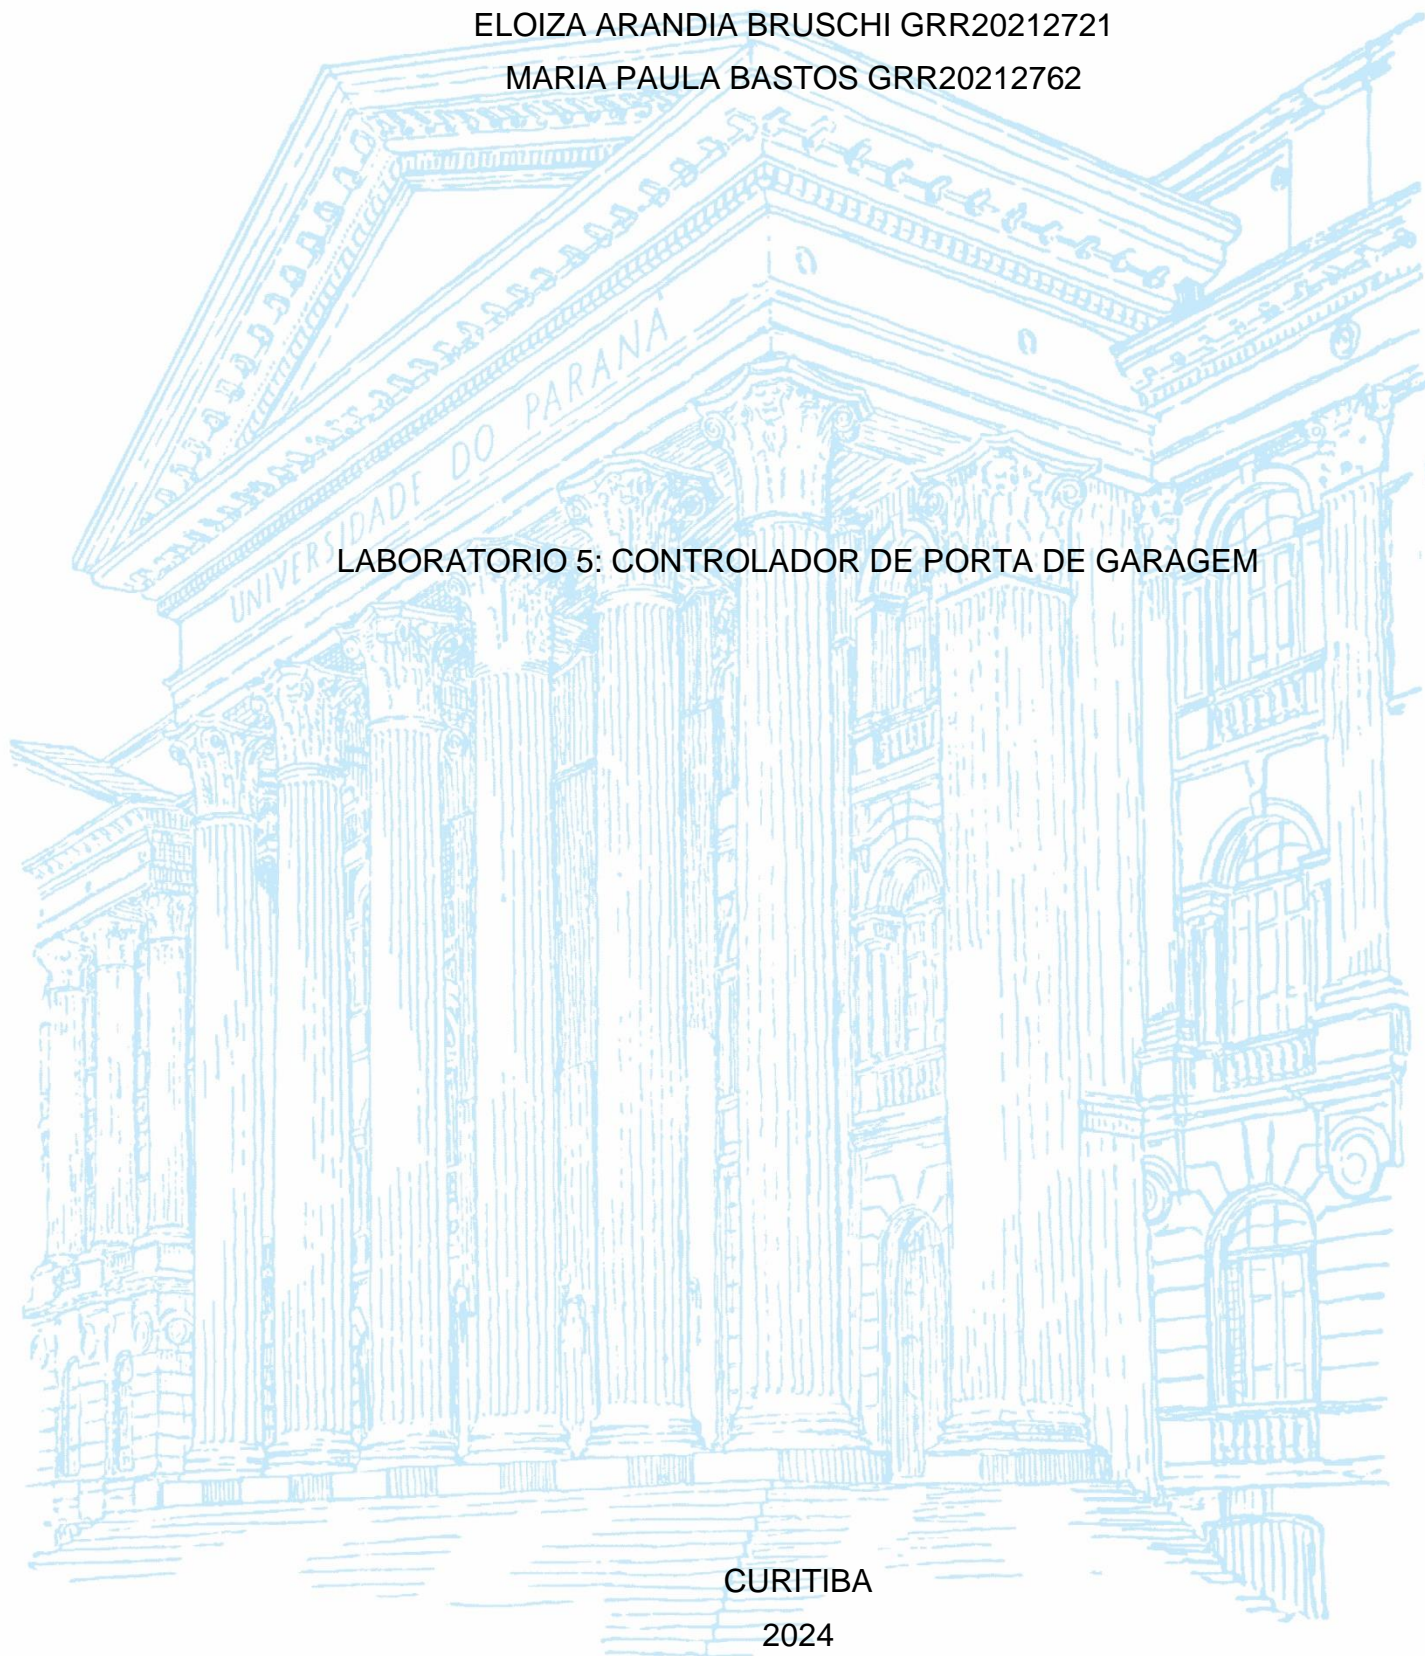 ELOIZA ARANDIA BRUSCHI GRR20212721
MARIA PAULA BASTOS GRR20212762
UNIVERSIDADE DO PARANÁ
LABORATORIO 5: CONTROLADOR DE PORTA DE GARAGEM
CURITIBA
2024